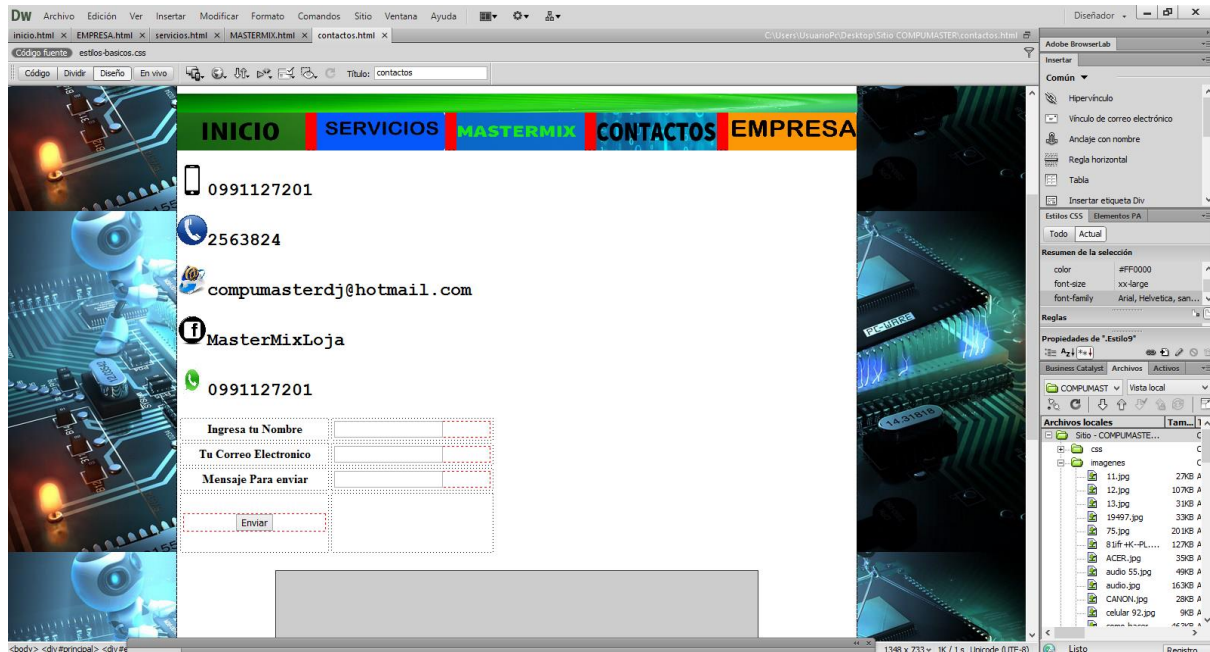 DW Archivo Edición Ver Insertar Modificar Formato Comandos Sitio Ventana Ayuda Diseñador
inicio.html × EMPRESA.html × servicios.html × MASTERMIX.html × contactos.html × C:\Users\UsuarioPc\Desktop\Sitio COMPUMASTER\contactos.html
Código fuente estilos-basicos.css
Código Dividir Diseño En vivo Título: contactos
INICIO SERVICIOS MASTERMIX CONTACTOS EMPRESA
0991127201
2563824
compumasterdj@hotmail.com
MasterMixLoja
0991127201
Ingresa tu Nombre
Tu Correo Electronico
Mensaje Para enviar
Enviar
PC-WARE
14.31818
<body> <div#principal> <div#e
1348 x 733 1K / 1 s Unicode (UTF-8)
Adobe BrowserLab
Insertar
Común
Hipervínculo
Vínculo de correo electrónico
Anclaje con nombre
Regla horizontal
Tabla
Insertar etiqueta Div
Estilos CSS Elementos PA
Todo Actual
Resumen de la selección
color #FF0000
font-size xx-large
font-family Arial, Helvetica, san...
Reglas
Propiedades de ".Estilo9"
Business Catalyst Archivos Activos
COMPUMAST Vista local
Archivos locales Tam...
Sitio - COMPUMASTE...
css
imagenes
11.jpg 27KB
12.jpg 107KB
13.jpg 31KB
19497.jpg 33KB
75.jpg 201KB
81ifr+K--PL.... 127KB
ACER.jpg 35KB
audio 55.jpg 49KB
audio.jpg 163KB
CANON.jpg 28KB
celular 92.jpg 9KB
Listo Registro